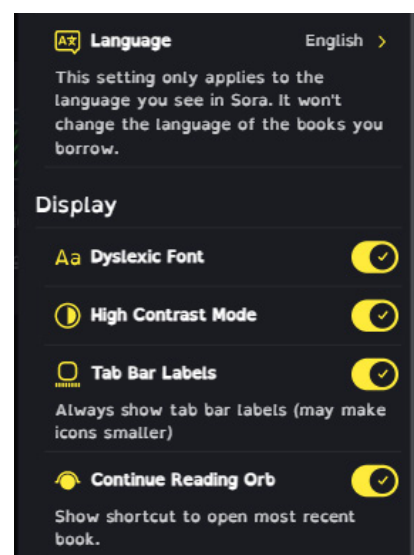 Language English >
This setting only applies to the
language you see in Sora. It won't
change the language of the books you
borrow.
Display
Aa Dyslexic Font
High Contrast Mode
Tab Bar Labels
Always show tab bar labels (may make
icons smaller)
Continue Reading Orb
Show shortcut to open most recent
book.